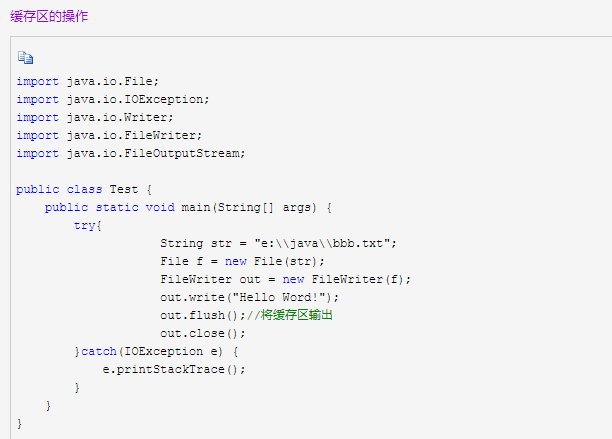 缓存区的操作
import java.io.File;
import java.io.IOException;
import java.io.Writer;
import java.io.FileWriter;
import java.io.FileOutputStream;
public class Test {
public static void main(String[] args) {
try{
String str = "e:\\java\\bbb.txt";
File f = new File(str);
FileWriter out = new FileWriter(f);
out.write("Hello Word!");
out.flush();//将缓存区输出
out.close();
}catch(IOException e) {
e.printStackTrace();
}
}
}